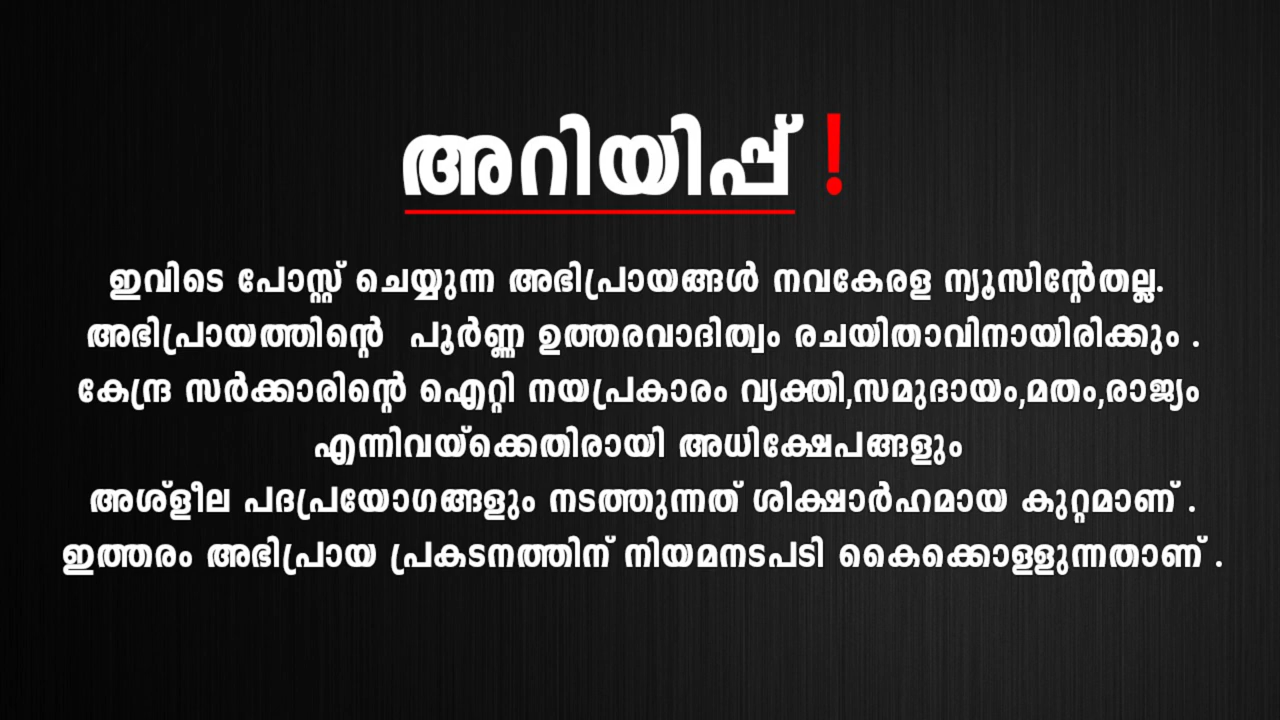 അറിയിപ്പ് !
ഇവിടെ പോസ്റ്റ് ചെയ്യുന്ന അഭിപ്രായങ്ങൾ നവകേരള ന്യൂസിന്റേതല്ല.
അഭിപ്രായത്തിന്റെ പൂർണ്ണ ഉത്തരവാദിത്വം രചയിതാവിനായിരിക്കും .
കേന്ദ്ര സർക്കാരിന്റെ ഐറ്റി നയപ്രകാരം വ്യക്തി,സമുദായം,മതം,രാജ്യം
എന്നിവയ്ക്കെതിരായി അധിക്ഷേപങ്ങളും
അശ്ളീല പദപ്രയോഗങ്ങളും നടത്തുന്നത് ശിക്ഷാർഹമായ കുറ്റമാണ് .
ഇത്തരം അഭിപ്രായ പ്രകടനത്തിന് നിയമനടപടി കൈക്കൊള്ളുന്നതാണ് .